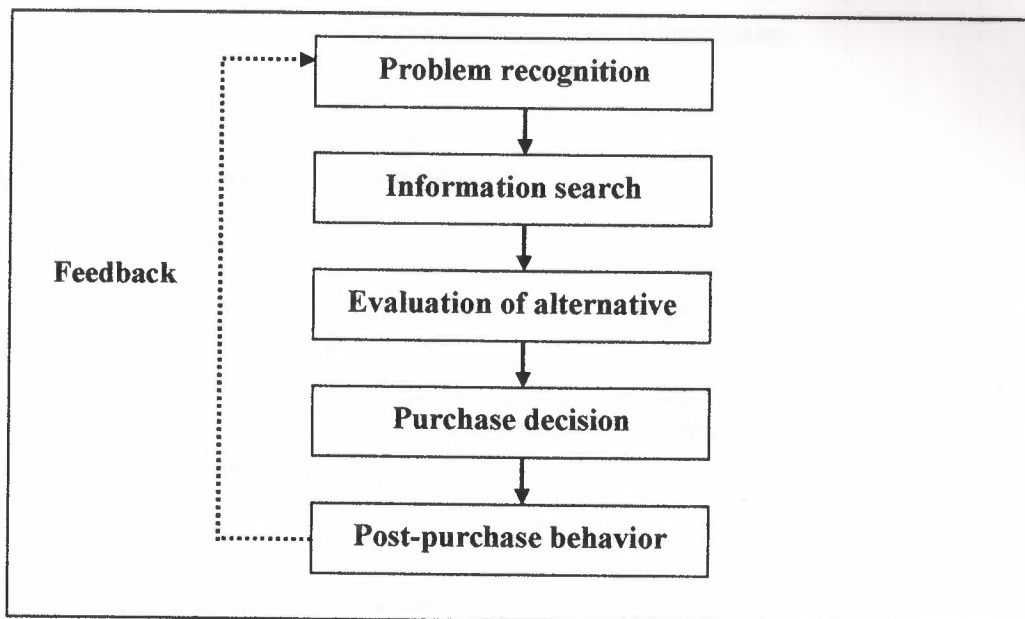 Problem recognition
Information search
Feedback
Evaluation of alternative
Purchase decision
Post-purchase behavior